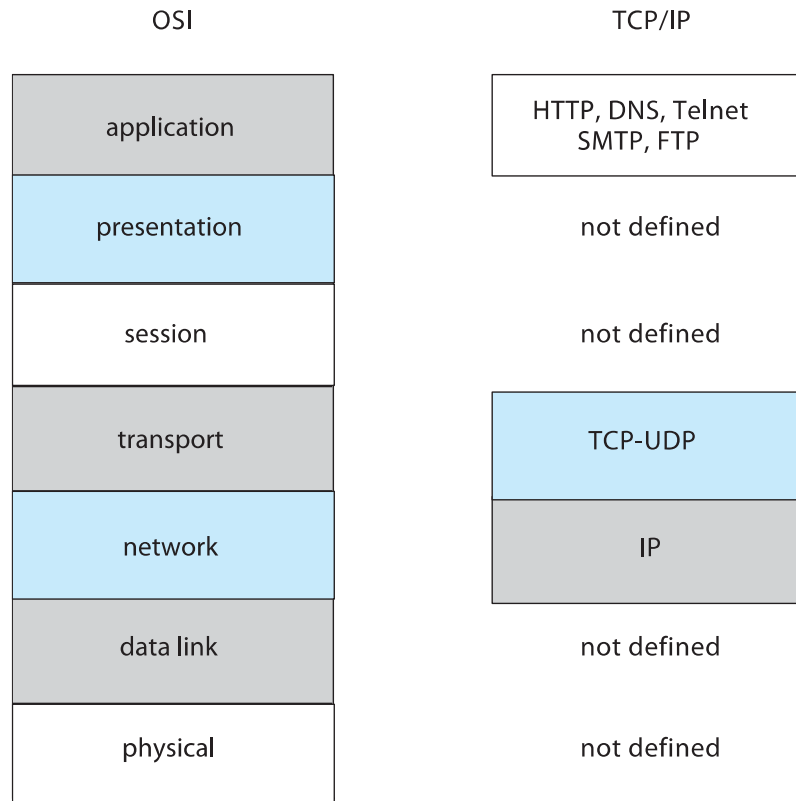 OSI TCP/IP
application HTTP, DNS, Telnet
SMTP, FTP
presentation not defined
session not defined
transport TCP-UDP
network IP
data link not defined
physical not defined